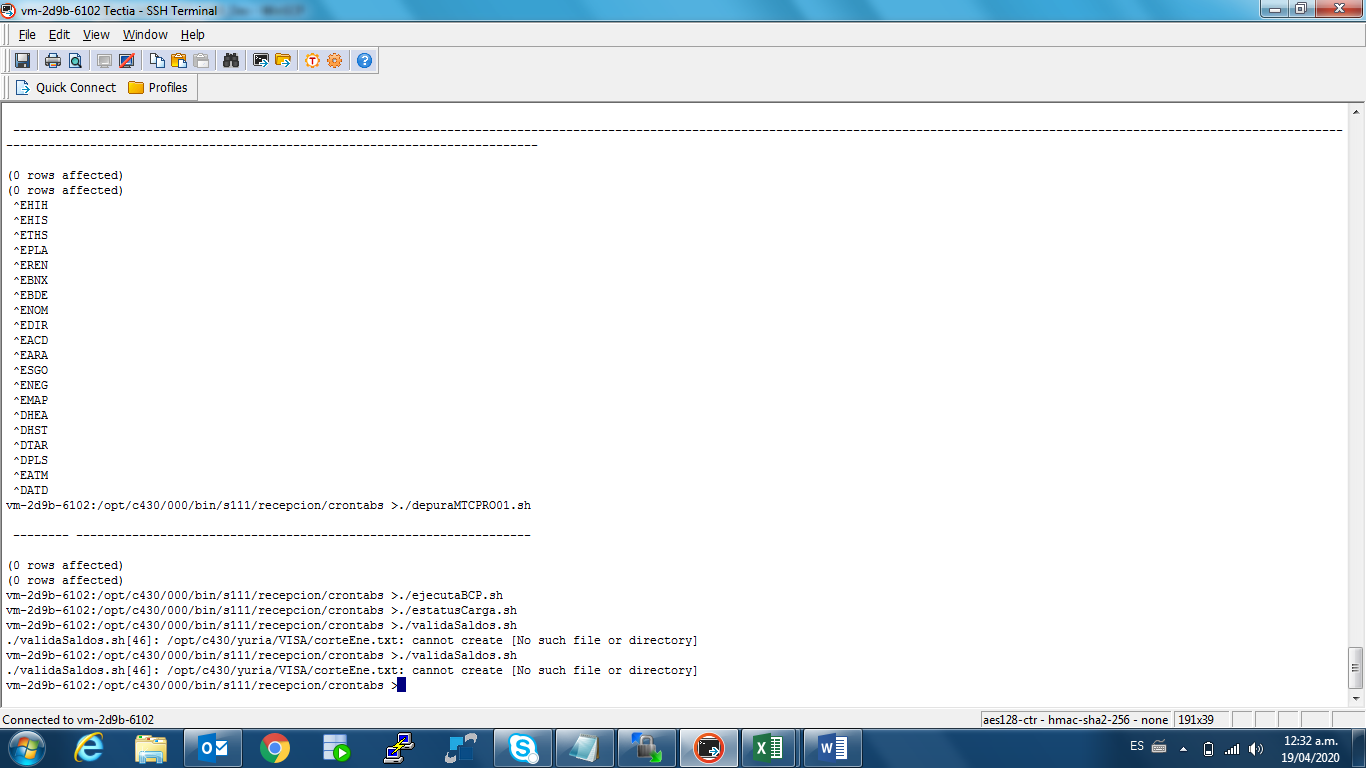 vm-2d9b-6102 Tectia - SSH Terminal
File Edit View Window Help
Quick Connect Profiles
----------------------------------------------------------------------------------------------------------------------------------------------------------------------------------------------
----------------------------------------------------------------------------
(0 rows affected)
(0 rows affected)
^EHIH
^EHIS
^ETHS
^EPLA
^EREN
^EBNX
^EBDE
^ENOM
^EDIR
^EACD
^EARA
^ESGO
^ENEG
^EMAP
^DHEA
^DHST
^DTAR
^DPLS
^EATM
^DATD
vm-2d9b-6102:/opt/c430/000/bin/s111/recepcion/crontabs >./depuraMTCPRO01.sh
-------- -----------------------------------------------------------------
(0 rows affected)
(0 rows affected)
vm-2d9b-6102:/opt/c430/000/bin/s111/recepcion/crontabs >./ejecutaBCP.sh
vm-2d9b-6102:/opt/c430/000/bin/s111/recepcion/crontabs >./estatusCarga.sh
vm-2d9b-6102:/opt/c430/000/bin/s111/recepcion/crontabs >./validaSaldos.sh
./validaSaldos.sh[46]: /opt/c430/yuria/VISA/corteEne.txt: cannot create [No such file or directory]
vm-2d9b-6102:/opt/c430/000/bin/s111/recepcion/crontabs >./validaSaldos.sh
./validaSaldos.sh[46]: /opt/c430/yuria/VISA/corteEne.txt: cannot create [No such file or directory]
vm-2d9b-6102:/opt/c430/000/bin/s111/recepcion/crontabs >
Connected to vm-2d9b-6102 aes128-ctr - hmac-sha2-256 - none 191x39
ES 12:32 a.m.
19/04/2020